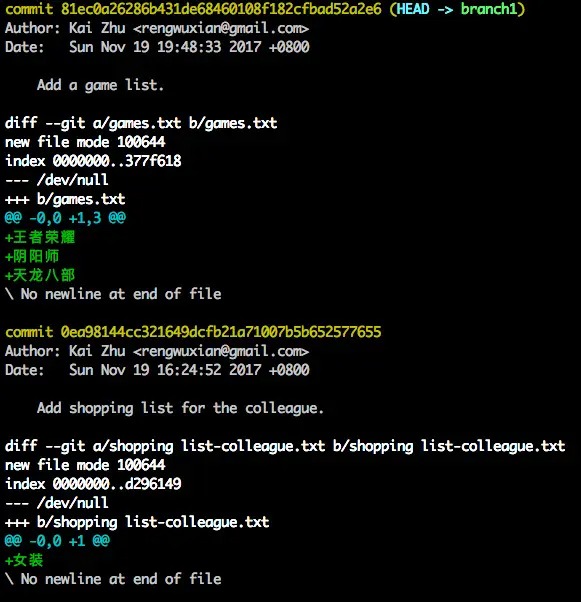 commit 81ec0a26286b431de68460108f182cfbad52a2e6 (HEAD -> branch1)
Author: Kai Zhu <rengwuxian@gmail.com>
Date:   Sun Nov 19 19:48:33 2017 +0800
    Add a game list.
diff --git a/games.txt b/games.txt
new file mode 100644
index 0000000..377f618
--- /dev/null
+++ b/games.txt
@@ -0,0 +1,3 @@
+王者荣耀
+阴阳师
+天龙八部
\ No newline at end of file
commit 0ea98144cc321649dcfb21a71007b5b652577655
Author: Kai Zhu <rengwuxian@gmail.com>
Date:   Sun Nov 19 16:24:52 2017 +0800
    Add shopping list for the colleague.
diff --git a/shopping list-colleague.txt b/shopping list-colleague.txt
new file mode 100644
index 0000000..d296149
--- /dev/null
+++ b/shopping list-colleague.txt
@@ -0,0 +1 @@
+女装
\ No newline at end of file